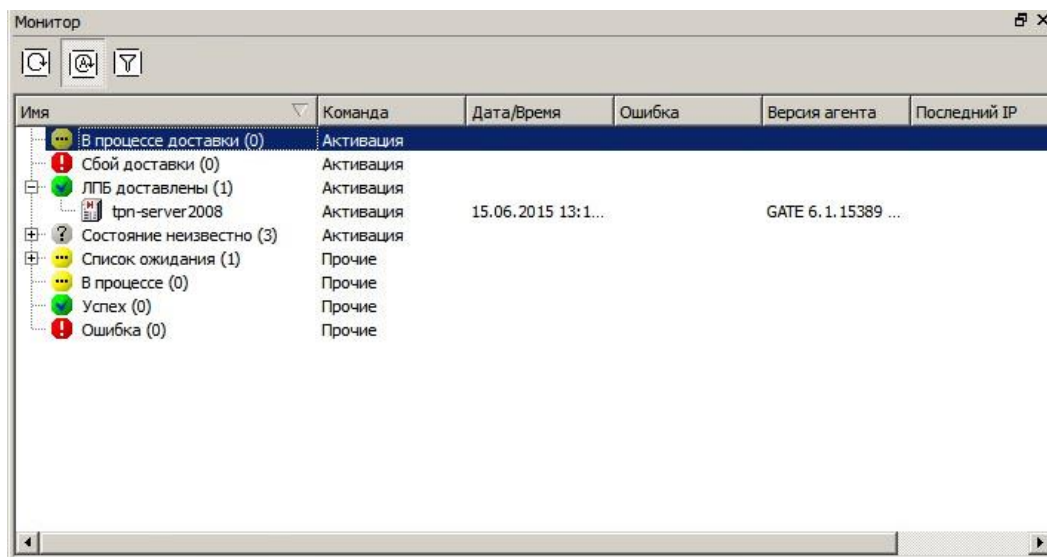 Монитор
Имя Команда Дата/Время Ошибка Версия агента Последний IP
В процессе доставки (0) Активация
Сбой доставки (0) Активация
ЛПБ доставлены (1) Активация
tpn-server2008 Активация 15.06.2015 13:1... GATE 6.1.15389 ...
Состояние неизвестно (3) Активация
Список ожидания (1) Прочие
В процессе (0) Прочие
Успех (0) Прочие
Ошибка (0) Прочие